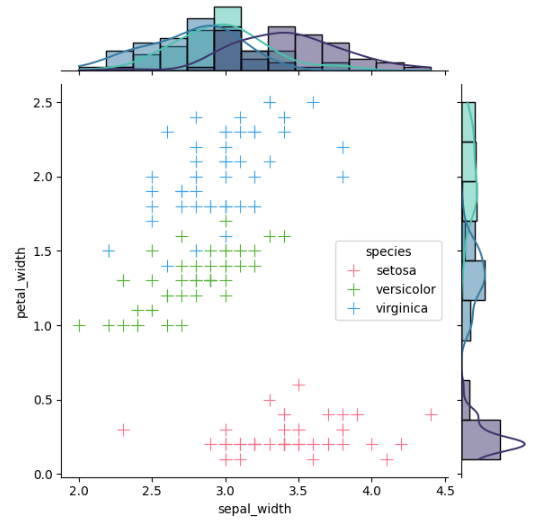 2.5
2.0
1.5
1.0
0.5
0.0
petal_width
species
setosa
versicolor
virginica
2.0 2.5 3.0 3.5 4.0 4.5
sepal_width